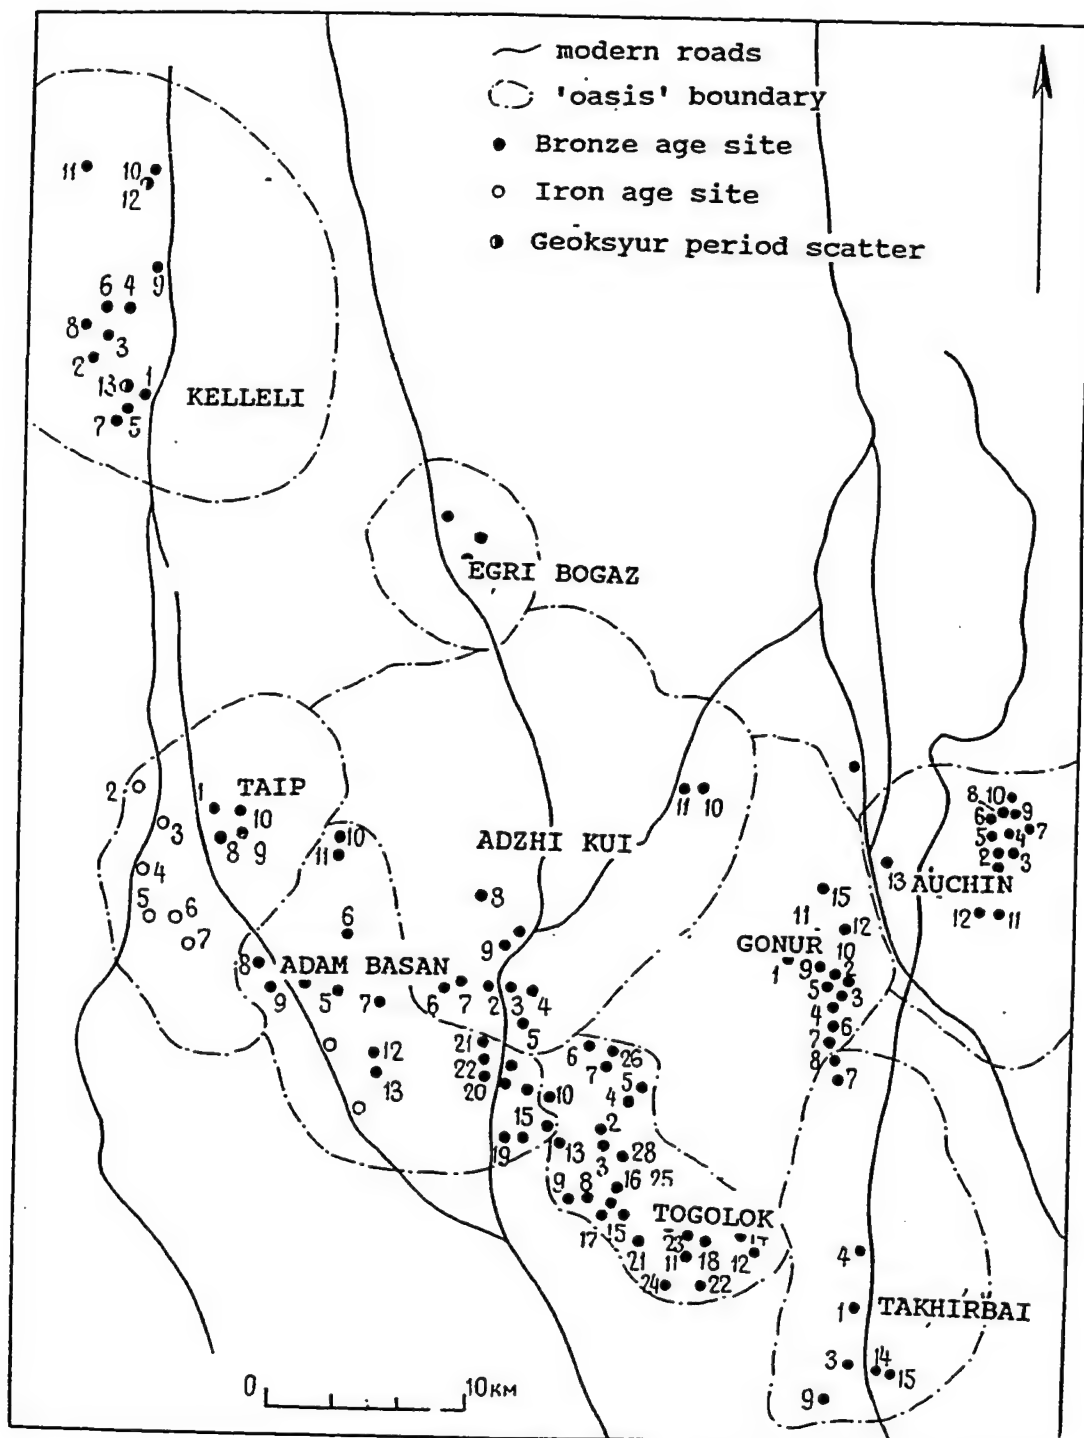 modern roads
'oasis' boundary
Bronze age site
Iron age site
Geoksyur period scatter
11 10
12
9
6 4
8
3
2
13 1
KELLELI
7 5
EGRI BOGAZ
2
TAIP
1
10
3
8 9
10
11
4
5 6
7
6
ADZHI KUI
11 10
8
9
8 10
6 9
5 4 7
2 3
13 AUCHIN
12 11
15
11 12
GONUR
10
1 9 2
5 3
4
6
7
8
7
8 ADAM BASAN
9 5 7 6 7 2 3 4
5
21
22
20
12
13
10
15
19 1 13
6 26
7
5
4
2
3 28
16 25
9 8
17 15
TOGOLOK
21 23 18 12
11
24 22
4
1 TAKHIRBAI
3 14
15
9
0 10км